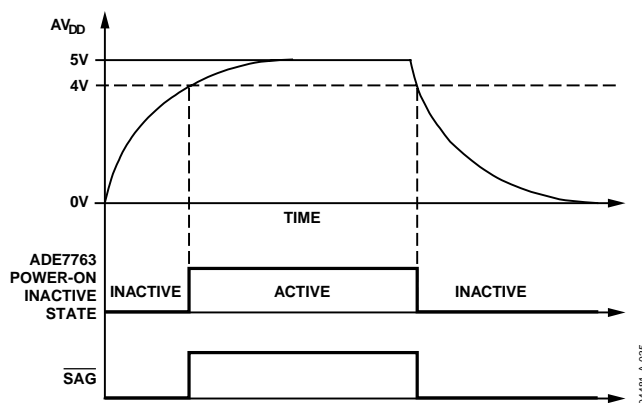 AVDD
5V
4V
0V
TIME
ADE7763
POWER-ON
INACTIVE
STATE
INACTIVE
ACTIVE
INACTIVE
SAG